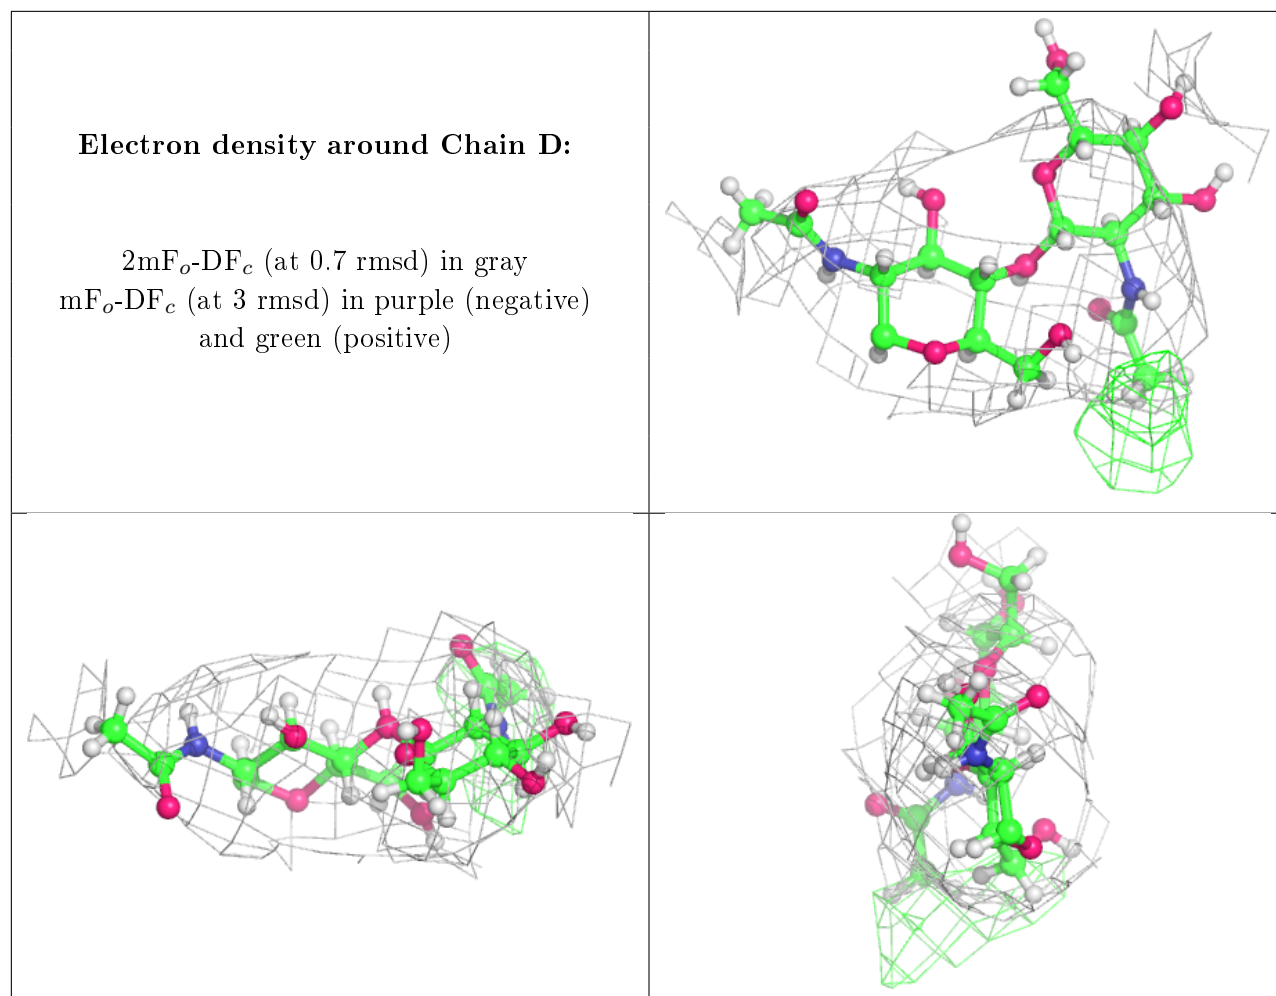 Electron density around Chain D:
2mFₒ-DF𝒸 (at 0.7 rmsd) in gray
mFₒ-DF𝒸 (at 3 rmsd) in purple (negative)
and green (positive)